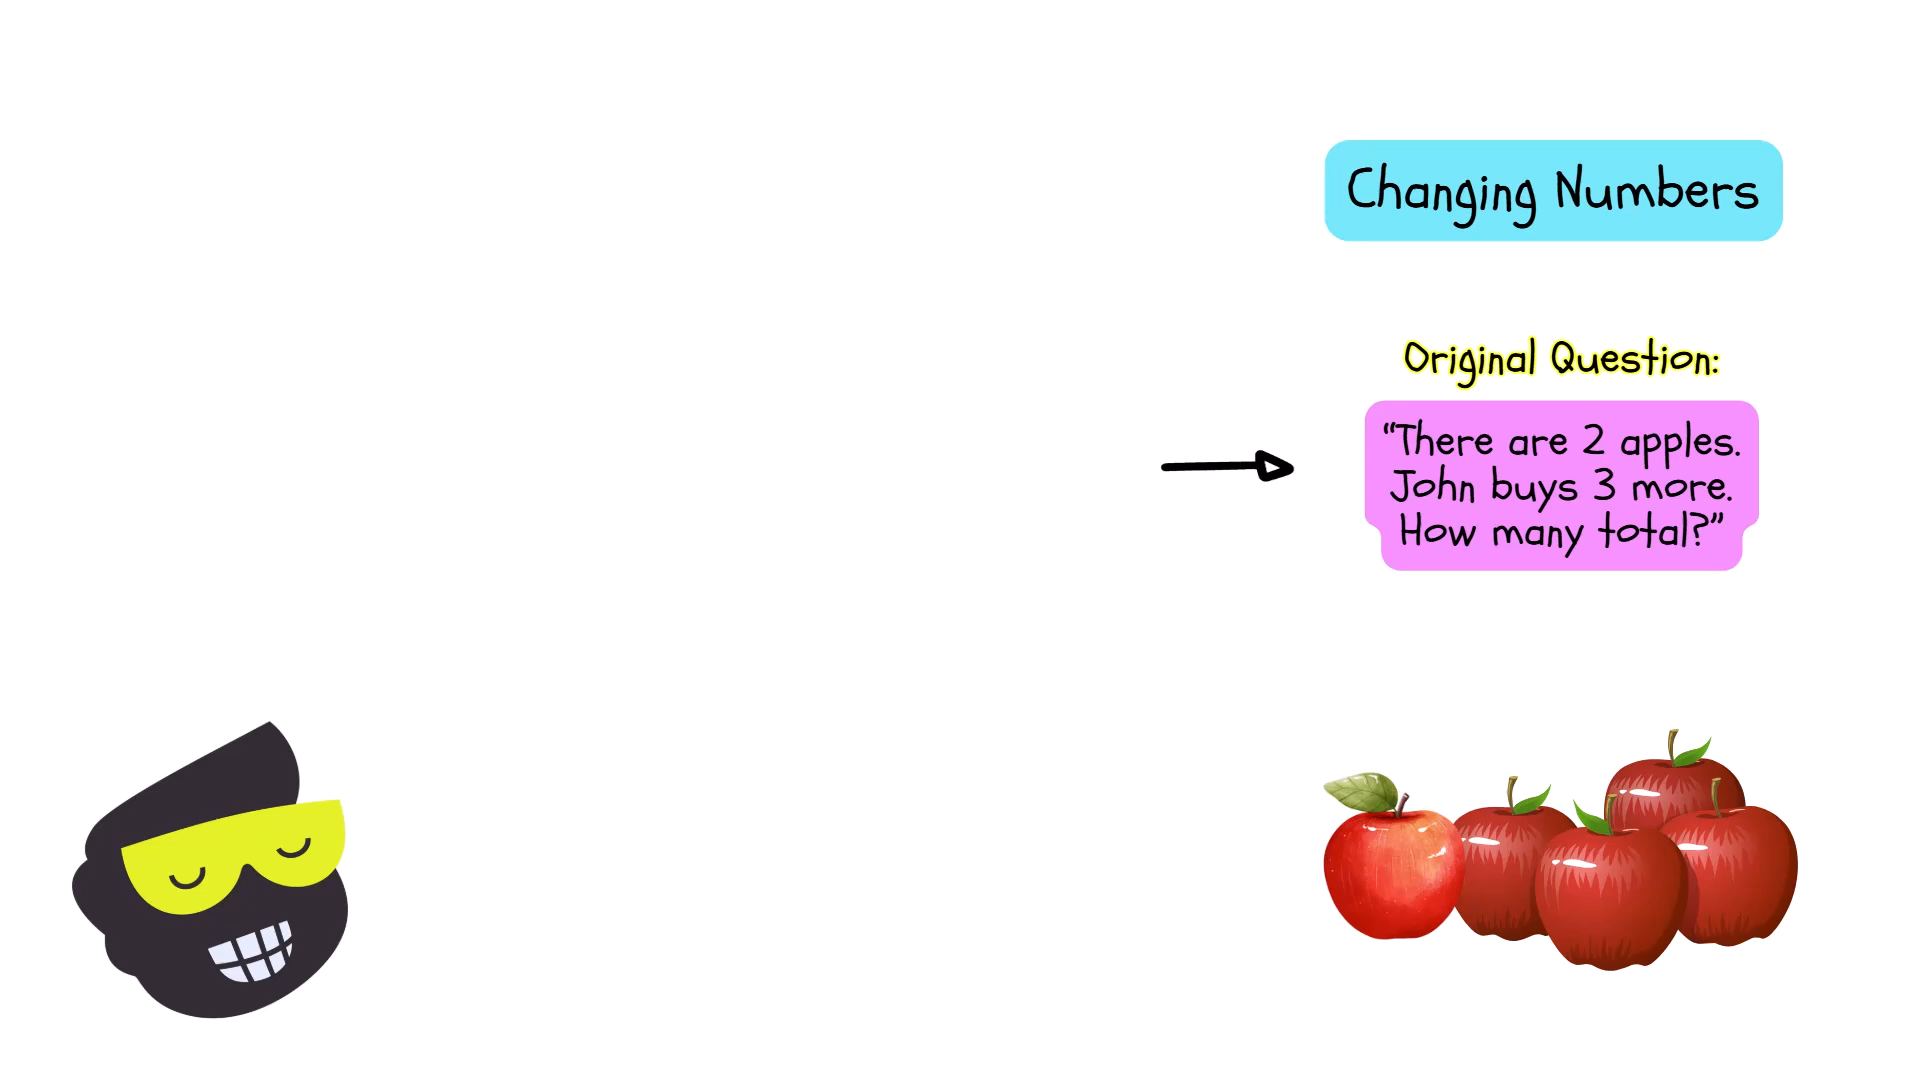 Changing Numbers
Original Question:
“There are 2 apples.
John buys 3 more.
How many total?”